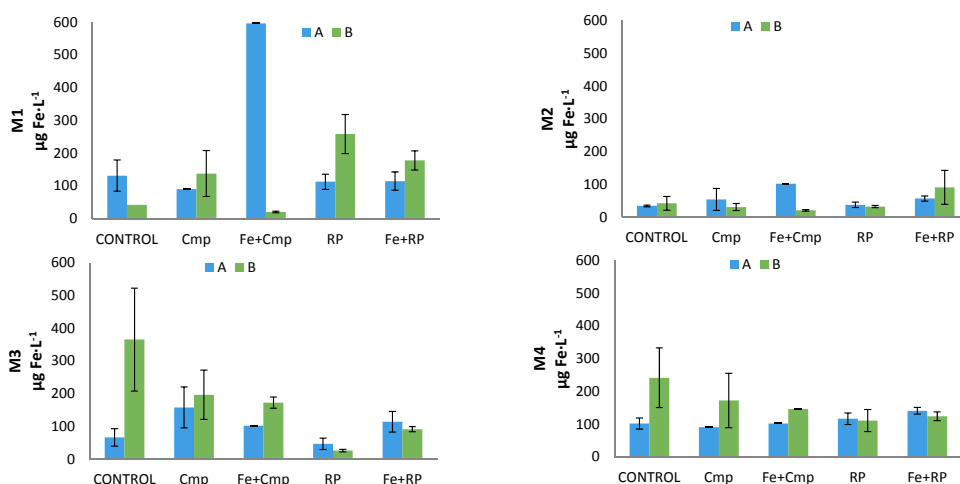 M1
µg Fe·L-1
600
500
400
300
200
100
0
A B
CONTROL Cmp Fe+Cmp RP Fe+RP
M2
µg Fe·L-1
600
500
400
300
200
100
0
A B
CONTROL Cmp Fe+Cmp RP Fe+RP
M3
µg Fe·L-1
600
500
400
300
200
100
0
A B
CONTROL Cmp Fe+Cmp RP Fe+RP
M4
µg Fe·L-1
600
500
400
300
200
100
0
A B
CONTROL Cmp Fe+Cmp RP Fe+RP